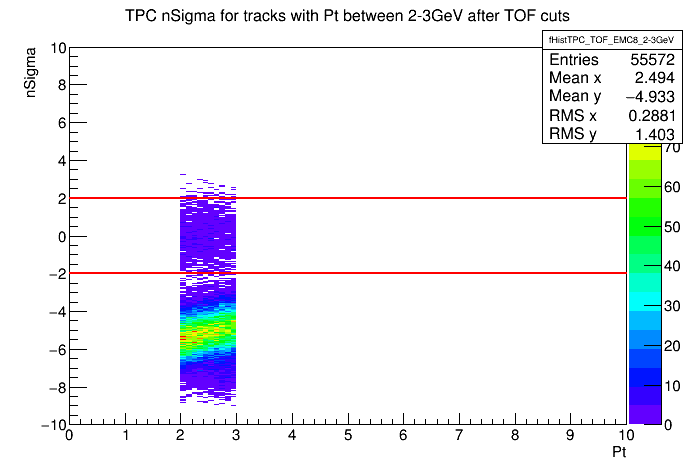 TPC nSigma for tracks with Pt between 2-3GeV after TOF cuts
fHistTPC_TOF_EMC8_2-3GeV
Entries 55572
Mean x 2.494
Mean y −4.933
RMS x 0.2881
RMS y 1.403
nSigma
10
8
6
4
2
0
−2
−4
−6
−8
−10
70
60
50
40
30
20
10
0
0 1 2 3 4 5 6 7 8 9 10
Pt